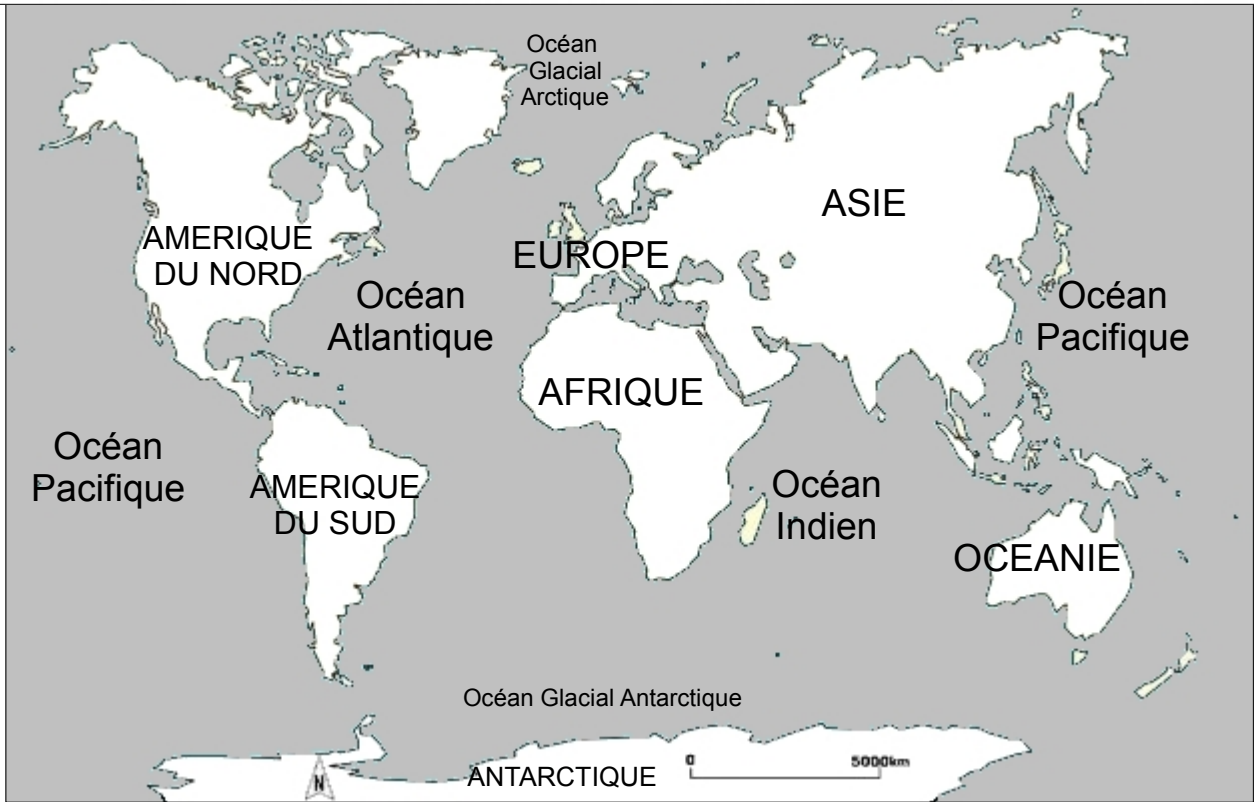 Océan
Glacial
Arctique
ASIE
AMERIQUE
DU NORD
EUROPE
Océan
Atlantique
Océan
Pacifique
AFRIQUE
Océan
Pacifique
AMERIQUE
DU SUD
Océan
Indien
OCEANIE
Océan Glacial Antarctique
ANTARCTIQUE
0 5000km
N